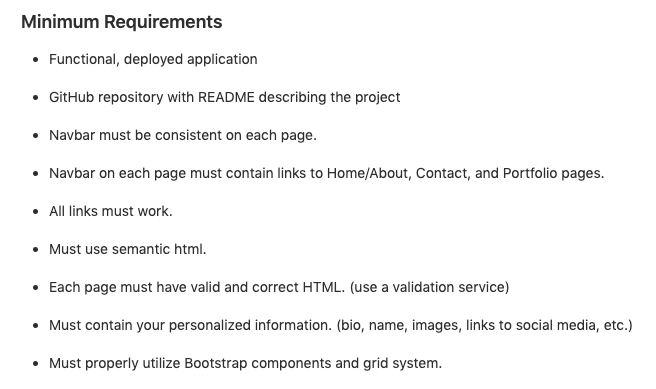 Minimum Requirements
• Functional, deployed application
• GitHub repository with README describing the project
• Navbar must be consistent on each page.
• Navbar on each page must contain links to Home/About, Contact, and Portfolio pages.
• All links must work.
• Must use semantic html.
• Each page must have valid and correct HTML. (use a validation service)
• Must contain your personalized information. (bio, name, images, links to social media, etc.)
• Must properly utilize Bootstrap components and grid system.